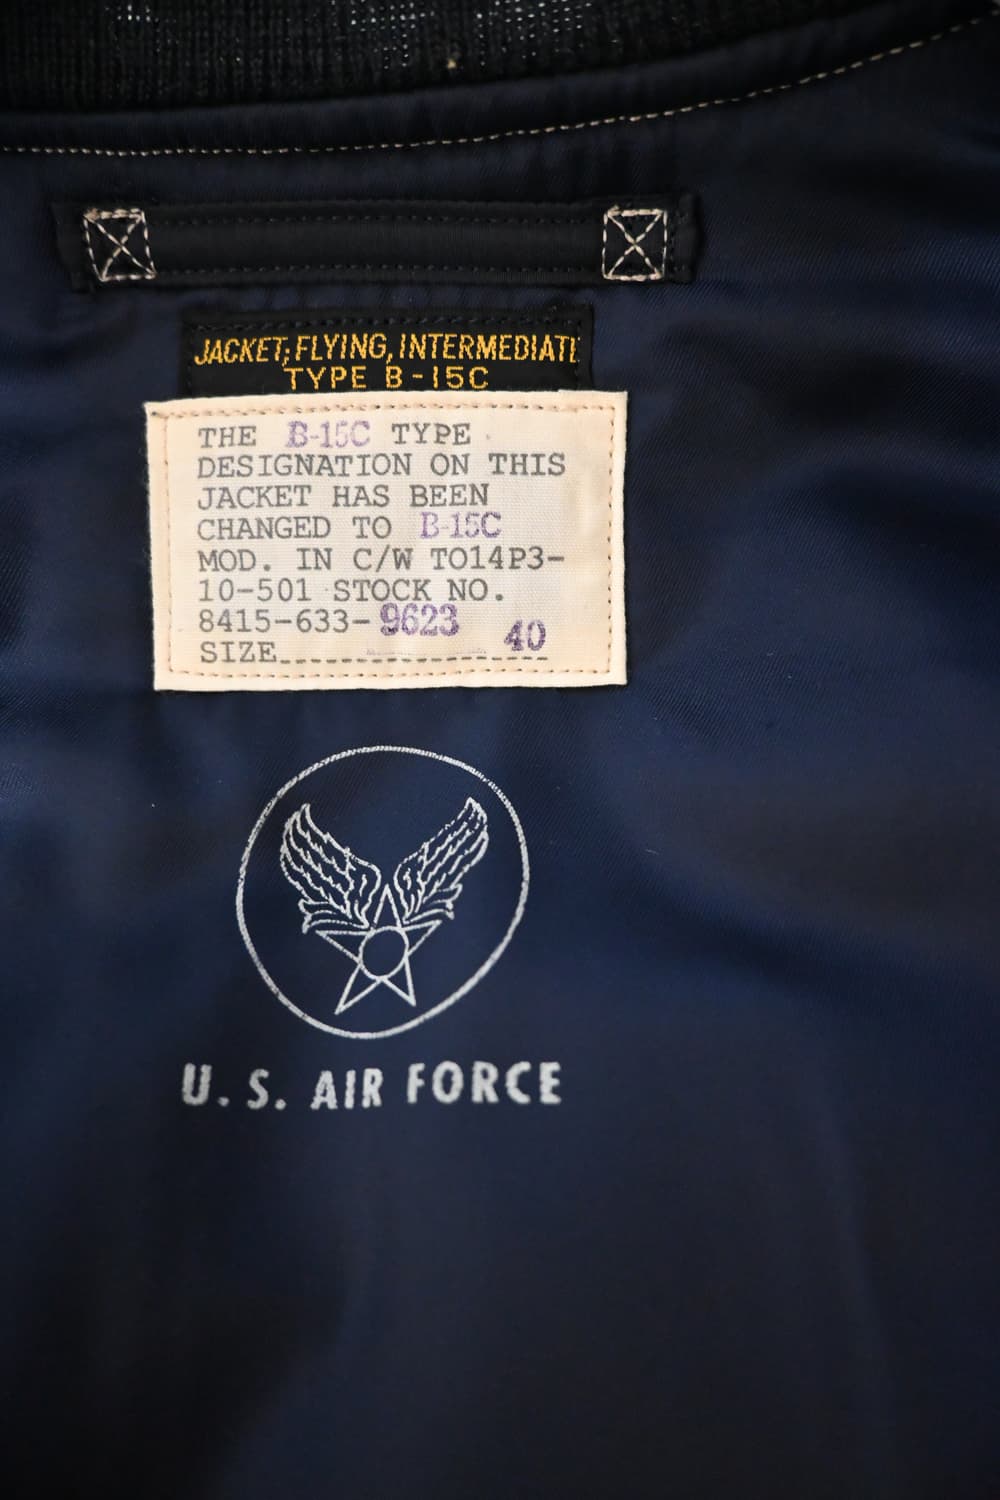 JACKET, FLYING, INTERMEDIATE
TYPE B-15C
THE B-15C TYPE
DESIGNATION ON THIS
JACKET HAS BEEN
CHANGED TO B-15C
MOD. IN C/W TO14P3-
10-501 STOCK NO.
8415-633-9623
SIZE 40
U. S. AIR FORCE